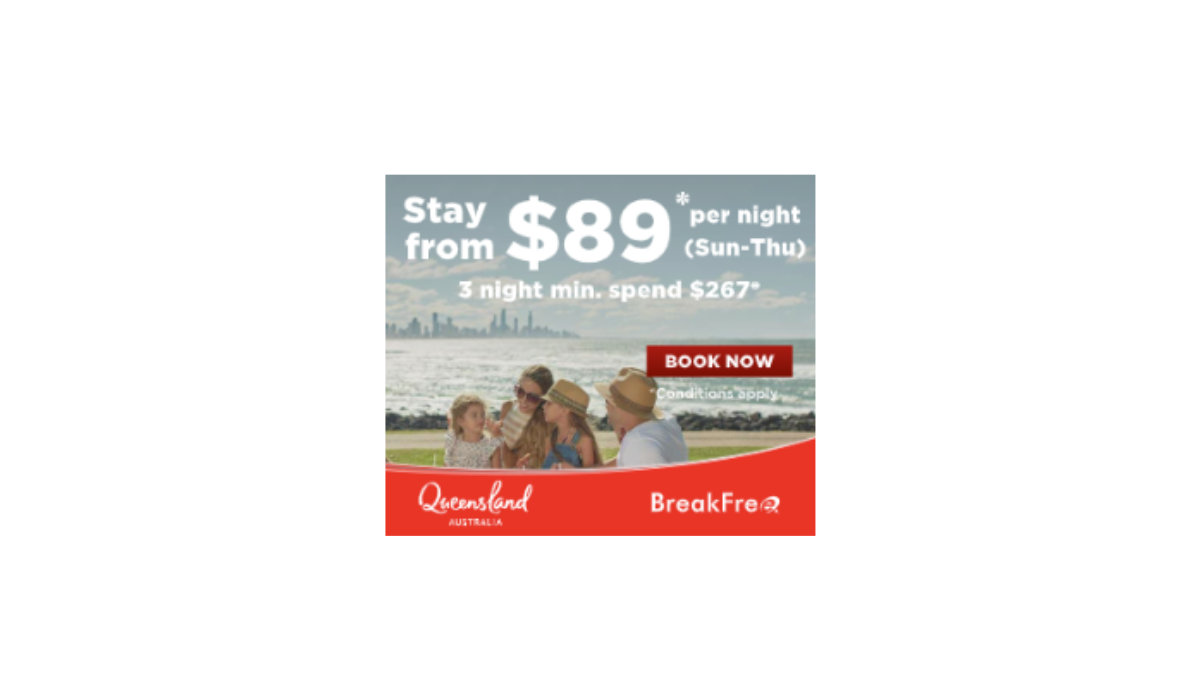 Stay from $89* per night
(Sun-Thu)
3 night min. spend $267*
BOOK NOW
*Conditions apply
Queensland
AUSTRALIA
BreakFree